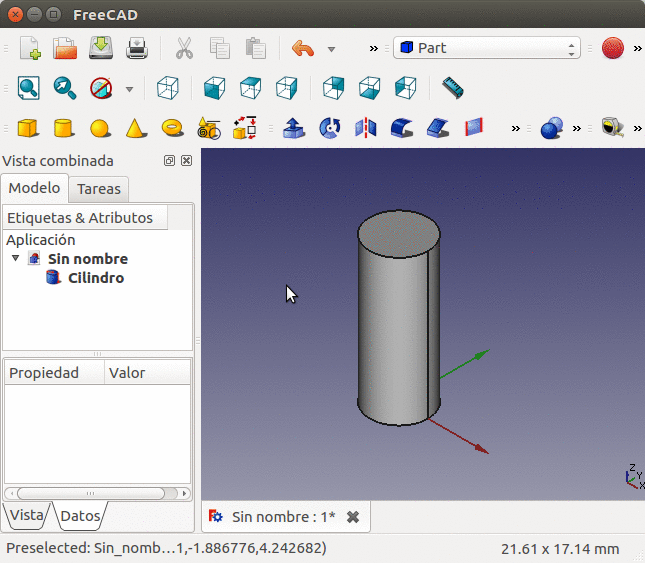 FreeCAD
Part
Vista combinada
Modelo Tareas
Etiquetas & Atributos
Aplicación
Sin nombre
Cilindro
Propiedad Valor
Vista Datos
Z
Y
X
Sin nombre : 1*
Preselected: Sin_nomb...1,-1.886776,4.242682)
21.61 x 17.14 mm